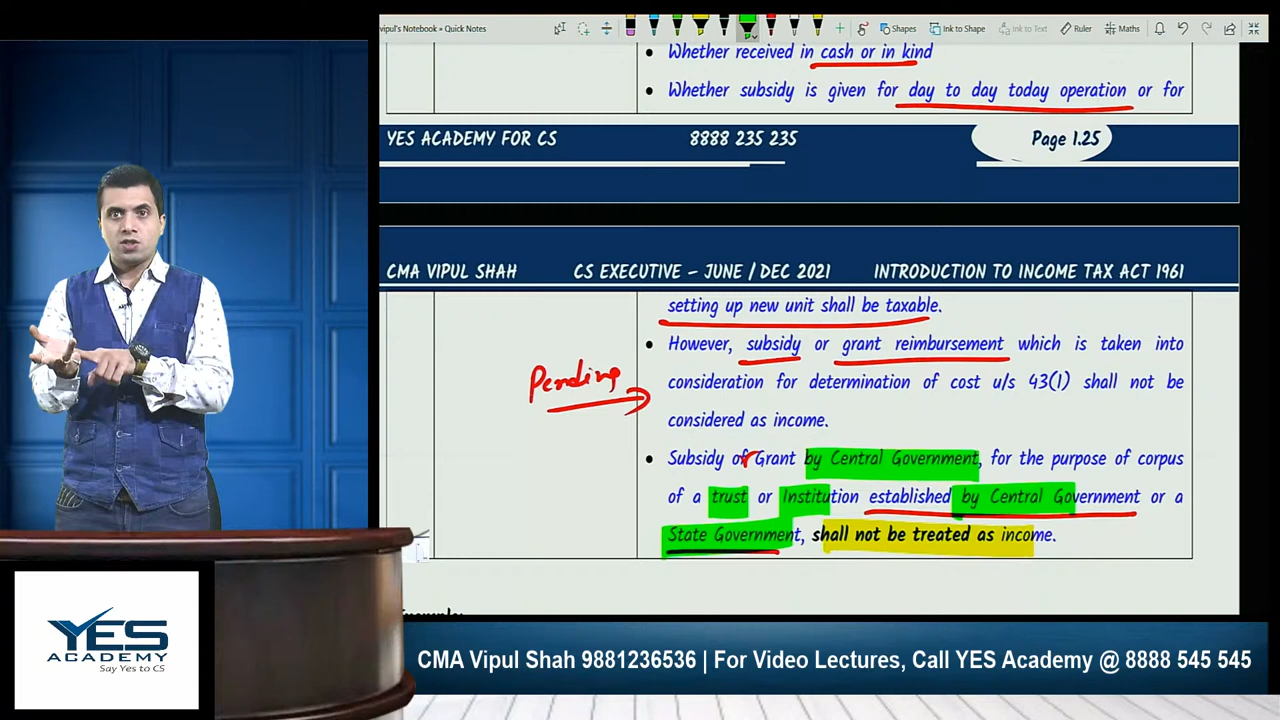 vipul's Notebook » Quick Notes
Shapes
Ink to Shape
Ink to Text
Ruler
Maths
• Whether received in cash or in kind
• Whether subsidy is given for day to day today operation or for
YES ACADEMY FOR CS 8888 235 235 Page 1.25
CMA VIPUL SHAH CS EXECUTIVE – JUNE / DEC 2021 INTRODUCTION TO INCOME TAX ACT 1961
setting up new unit shall be taxable.
• However, subsidy or grant reimbursement which is taken into
Pending
consideration for determination of cost u/s 43(1) shall not be
considered as income.
• Subsidy or Grant by Central Government, for the purpose of corpus
of a trust or Institution established by Central Government or a
State Government, shall not be treated as income.
YES
ACADEMY
Say Yes to CS
CMA Vipul Shah 9881236536 | For Video Lectures, Call YES Academy @ 8888 545 545